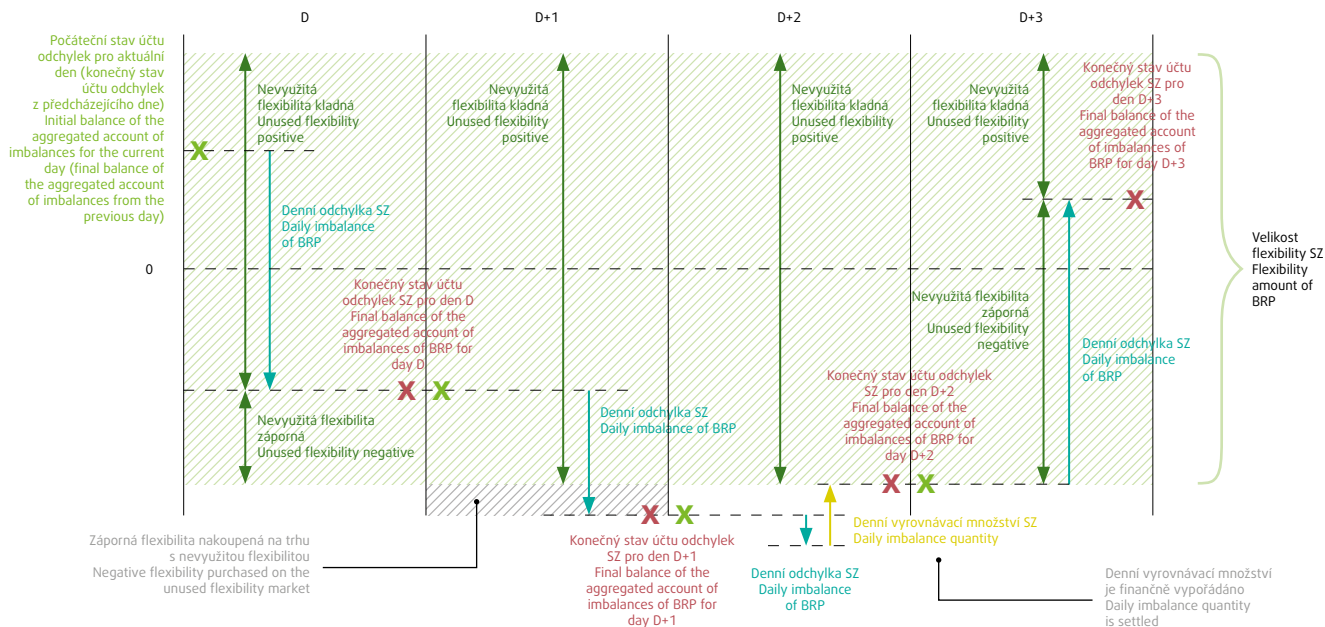 D
D+1
D+2
D+3
Počáteční stav účtu
odchylek pro aktuální
den (konečný stav
účtu odchylek
z předcházejícího dne)
Initial balance of the
aggregated account of
imbalances for the current
day (final balance of
the aggregated account
of imbalances from the
previous day)
Nevyužitá
flexibilita kladná
Unused flexibility
positive
Nevyužitá
flexibilita kladná
Unused flexibility
positive
Nevyužitá
flexibilita kladná
Unused flexibility
positive
Nevyužitá
flexibilita kladná
Unused flexibility
positive
Konečný stav účtu
odchylek SZ pro
den D+3
Final balance of the
aggregated account
of imbalances of
BRP for day D+3
X
X
Denní odchylka SZ
Daily imbalance
of BRP
0
Velikost
flexibility SZ
Flexibility
amount of
BRP
Konečný stav účtu
odchylek SZ pro den D
Final balance of the
aggregated account of
imbalances of BRP for
day D
X
X
Nevyužitá flexibilita
záporná
Unused flexibility
negative
Denní odchylka SZ
Daily imbalance
of BRP
Nevyužitá flexibilita
záporná
Unused flexibility negative
Denní odchylka SZ
Daily imbalance of BRP
Konečný stav účtu odchylek
SZ pro den D+2
Final balance of the
aggregated account of
imbalances of BRP for
day D+2
X
X
X
X
Záporná flexibilita nakoupená na trhu
s nevyužitou flexibilitou
Negative flexibility purchased on the
unused flexibility market
Konečný stav účtu odchylek
SZ pro den D+1
Final balance of the
aggregated account of
imbalances of BRP for
day D+1
Denní odchylka SZ
Daily imbalance
of BRP
Denní vyrovnávací množství SZ
Daily imbalance quantity
Denní vyrovnávací množství
je finančně vypořádáno
Daily imbalance quantity
is settled